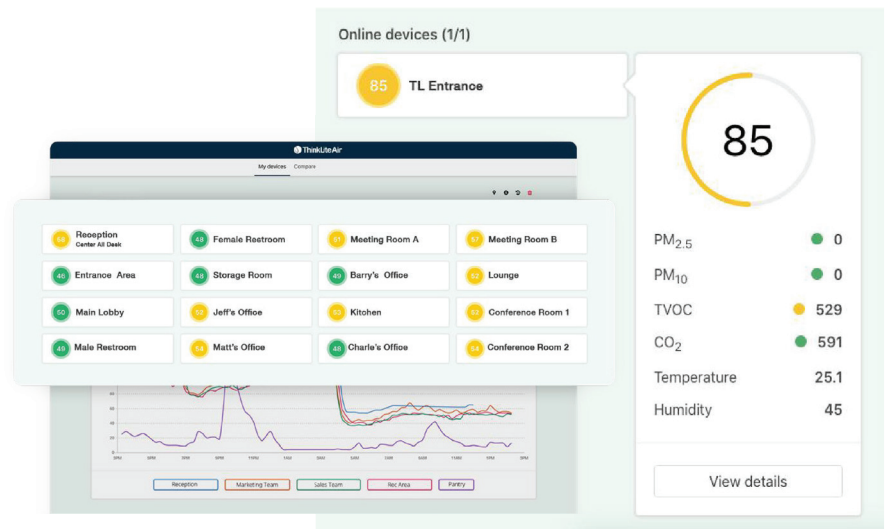 Online devices (1/1)
85 TL Entrance
85
PM2.5 0
PM10 0
TVOC 529
CO2 591
Temperature 25.1
Humidity 45
View details
ThinkLite Air
My devices Compare
Reception
Center All Desk
48 Female Restroom
Meeting Room A
Meeting Room B
46 Entrance Area
48 Storage Room
49 Barry's Office
Lounge
50 Main Lobby
Jeff's Office
Kitchen
Conference Room 1
49 Male Restroom
Matt's Office
48 Charle's Office
Conference Room 2
Reception Marketing Team Sales Team Rec Area Pantry